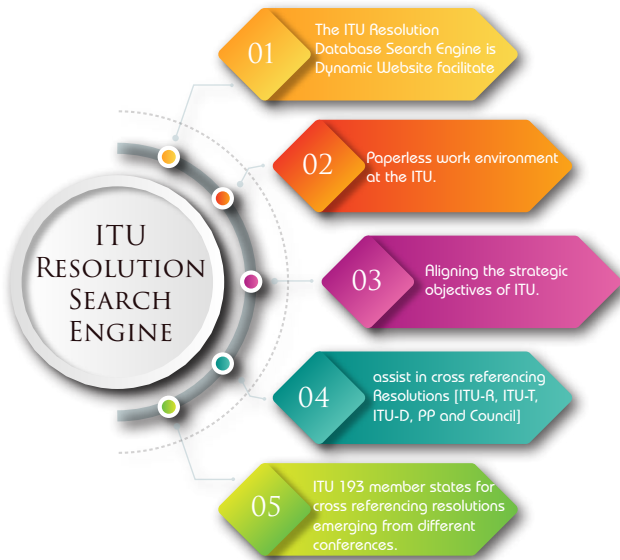 ITU
RESOLUTION
SEARCH
ENGINE
01
The ITU Resolution
Database Search Engine is
Dynamic Website facilitate
02
Paperless work environment
at the ITU.
03
Aligning the strategic
objectives of ITU.
04
assist in cross referencing
Resolutions [ITU-R, ITU-T,
ITU-D, PP and Council]
05
ITU 193 member states for
cross referencing resolutions
emerging from different
conferences.